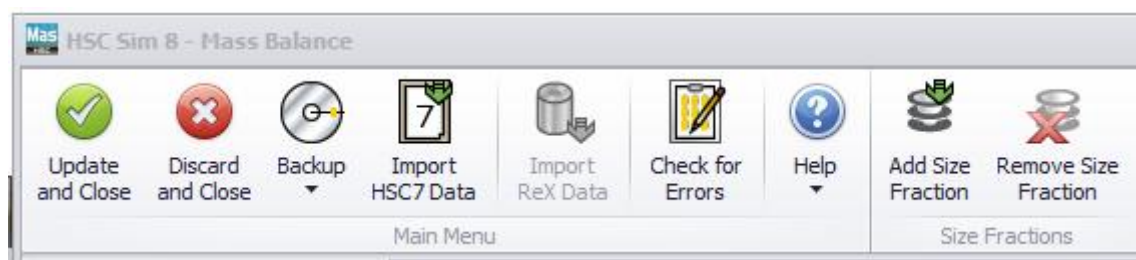 Mas
HSC
HSC Sim 8 - Mass Balance
7
Update
and Close
Discard
and Close
Backup
Import
HSC7 Data
Import
ReX Data
Check for
Errors
Help
Add Size
Fraction
Remove Size
Fraction
Main Menu
Size Fractions